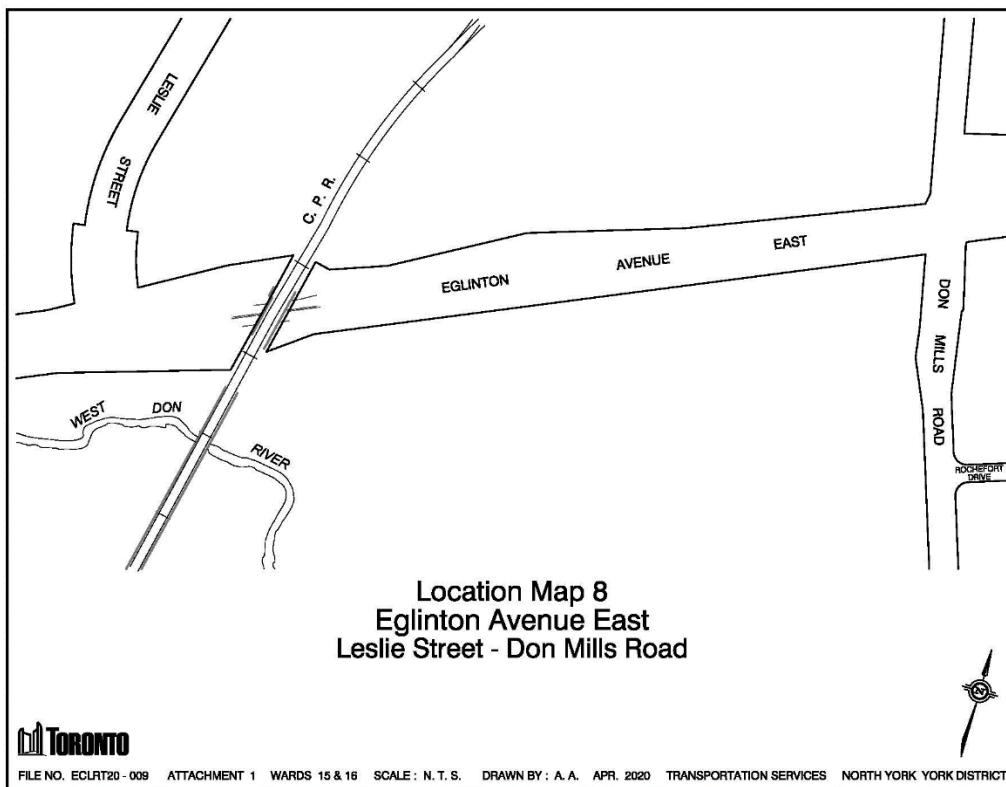 LESLIE STREET
C. P. R.
EGLINTON AVENUE EAST
DON MILLS ROAD
WEST DON RIVER
ROCHEFORT
DRIVE
Location Map 8
Eglinton Avenue East
Leslie Street - Don Mills Road
N
TORONTO
FILE NO. ECLRT20 - 009 ATTACHMENT 1 WARDS 15 & 16 SCALE : N. T. S. DRAWN BY : A. A. APR. 2020 TRANSPORTATION SERVICES NORTH YORK YORK DISTRICT